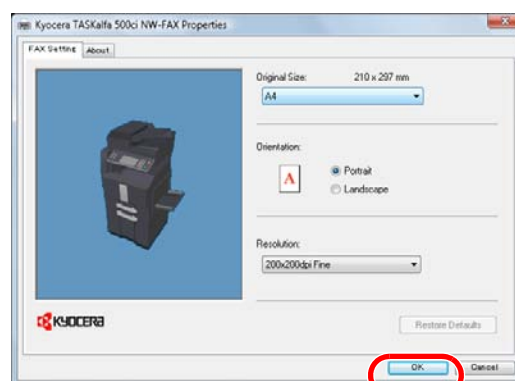 Kyocera TASKalfa 500ci NW-FAX Properties
FAX Setting About
Original Size: 210 x 297 mm
A4
Orientation:
A
Portrait
Landscape
Resolution:
200x200dpi Fine
KYOCERA
Restore Defaults
OK Cancel